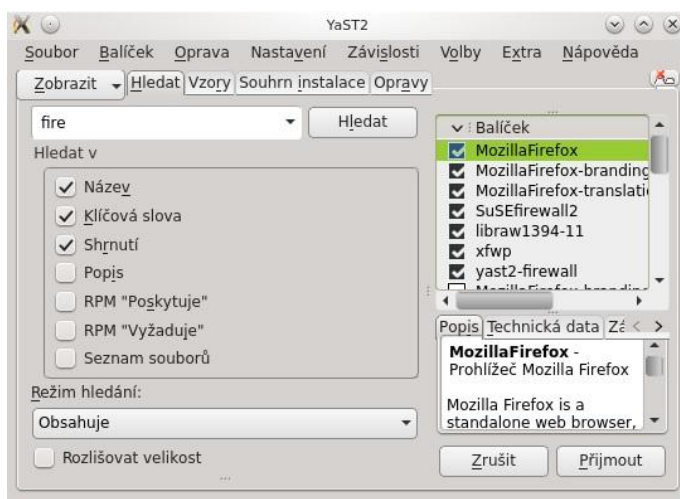 YaST2
Soubor Balíček Oprava Nastavení Závislosti Volby Extra Nápověda
Zobrazit Hledat Vzory Souhrn instalace Opravy
fire Hledat
Hledat v
Název
Klíčová slova
Shrnutí
Popis
RPM "Poskytuje"
RPM "Vyžaduje"
Seznam souborů
Režim hledání:
Obsahuje
Rozlišovat velikost
Balíček
MozillaFirefox
MozillaFirefox-branding
MozillaFirefox-translati
SuSEfirewall2
libraw1394-11
xfwp
yast2-firewall
MozillaFirefox-branding
Popis Technická data Zá
MozillaFirefox -
Prohlížeč Mozilla Firefox
Mozilla Firefox is a
standalone web browser,
Zrušit Přijmout